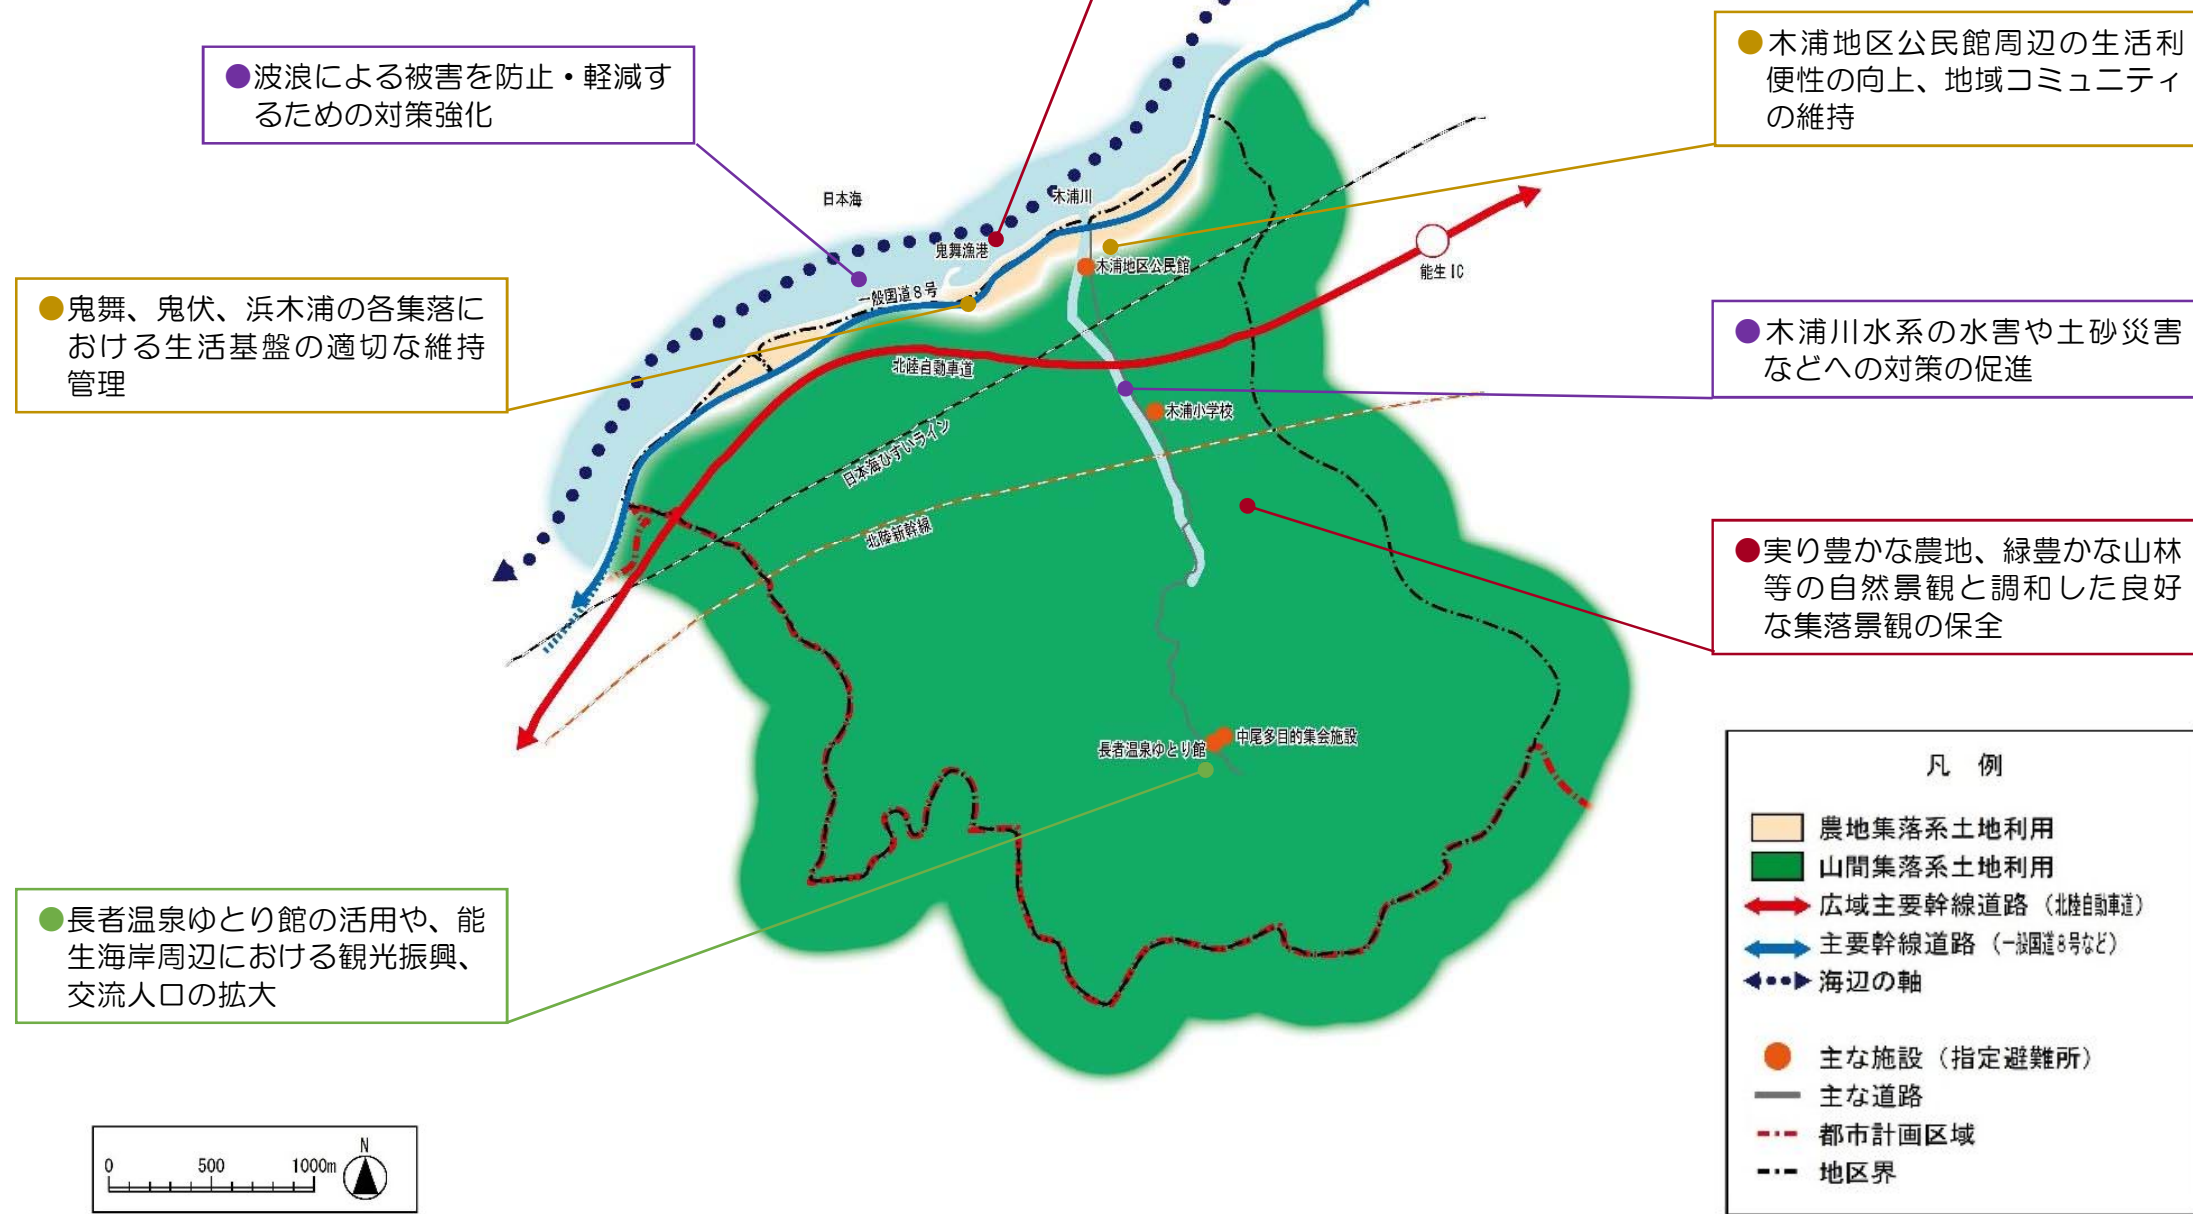 ●波浪による被害を防止・軽減す
るための対策強化
●木浦地区公民館周辺の生活利
便性の向上、地域コミュニティ
の維持
●鬼舞、鬼伏、浜木浦の各集落に
おける生活基盤の適切な維持
管理
●木浦川水系の水害や土砂災害
などへの対策の促進
●実り豊かな農地、緑豊かな山林
等の自然景観と調和した良好
な集落景観の保全
●長者温泉ゆとり館の活用や、能
生海岸周辺における観光振興、
交流人口の拡大
日本海
木浦川
鬼舞漁港
木浦地区公民館
一般国道8号
能生IC
北陸自動車道
木浦小学校
日本海ひすいライン
北陸新幹線
中尾多目的集会施設
長者温泉ゆとり館
凡 例
農地集落系土地利用
山間集落系土地利用
広域主要幹線道路（北陸自動車道）
主要幹線道路（一般国道8号など）
海辺の軸
主な施設（指定避難所）
主な道路
都市計画区域
地区界
0 500 1000m
N